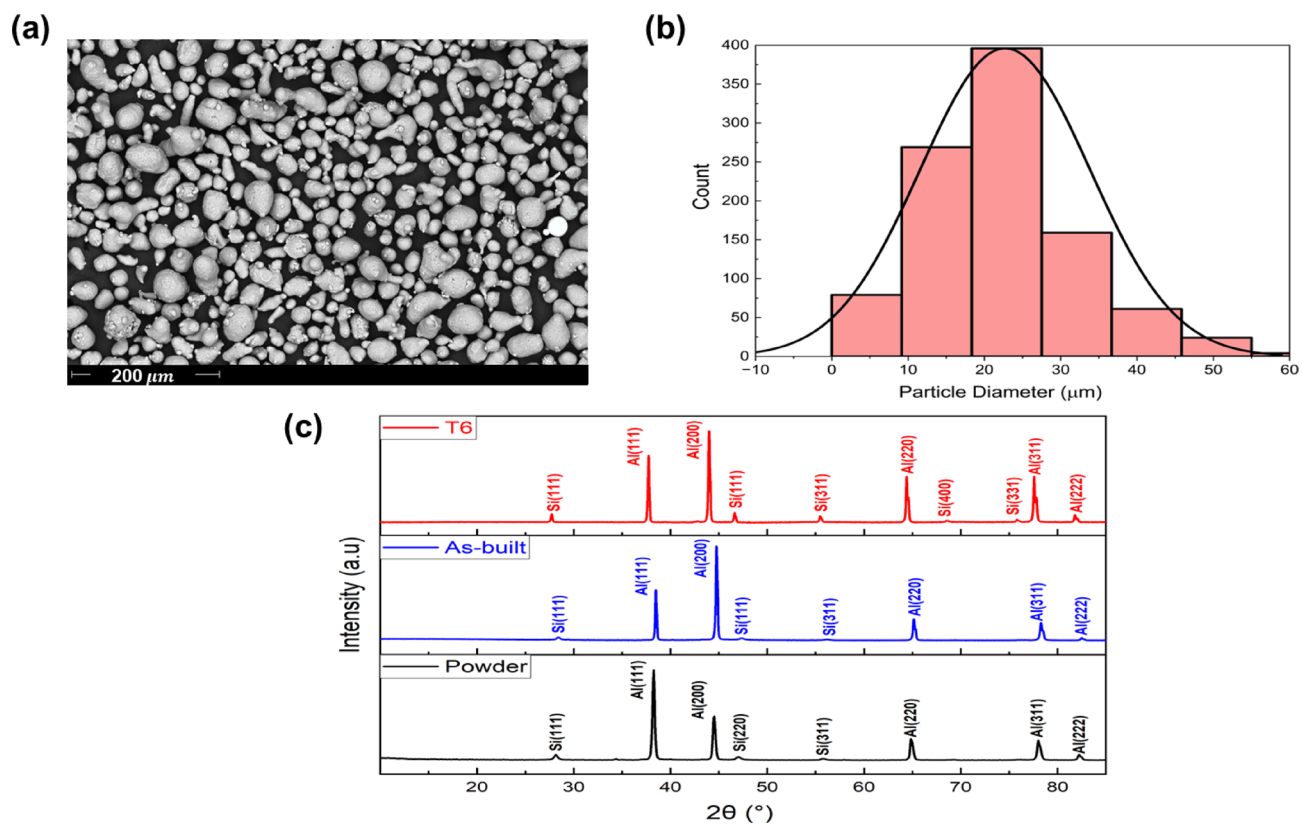 (a)
200 μm
(b)
400
350
300
250
200
150
100
50
0
Count
−10 0 10 20 30 40 50 60
Particle Diameter (μm)
(c)
T6
Si(111) Al(111) Al(200) Si(111) Si(311) Al(220) Si(400) Si(331) Al(311) Al(222)
As-built
Si(111) Al(111) Al(200) Si(111) Si(311) Al(220) Al(311) Al(222)
Powder
Si(111) Al(111) Al(200) Si(220) Si(311) Al(220) Al(311) Al(222)
Intensity (a.u)
20 30 40 50 60 70 80
2θ (°)